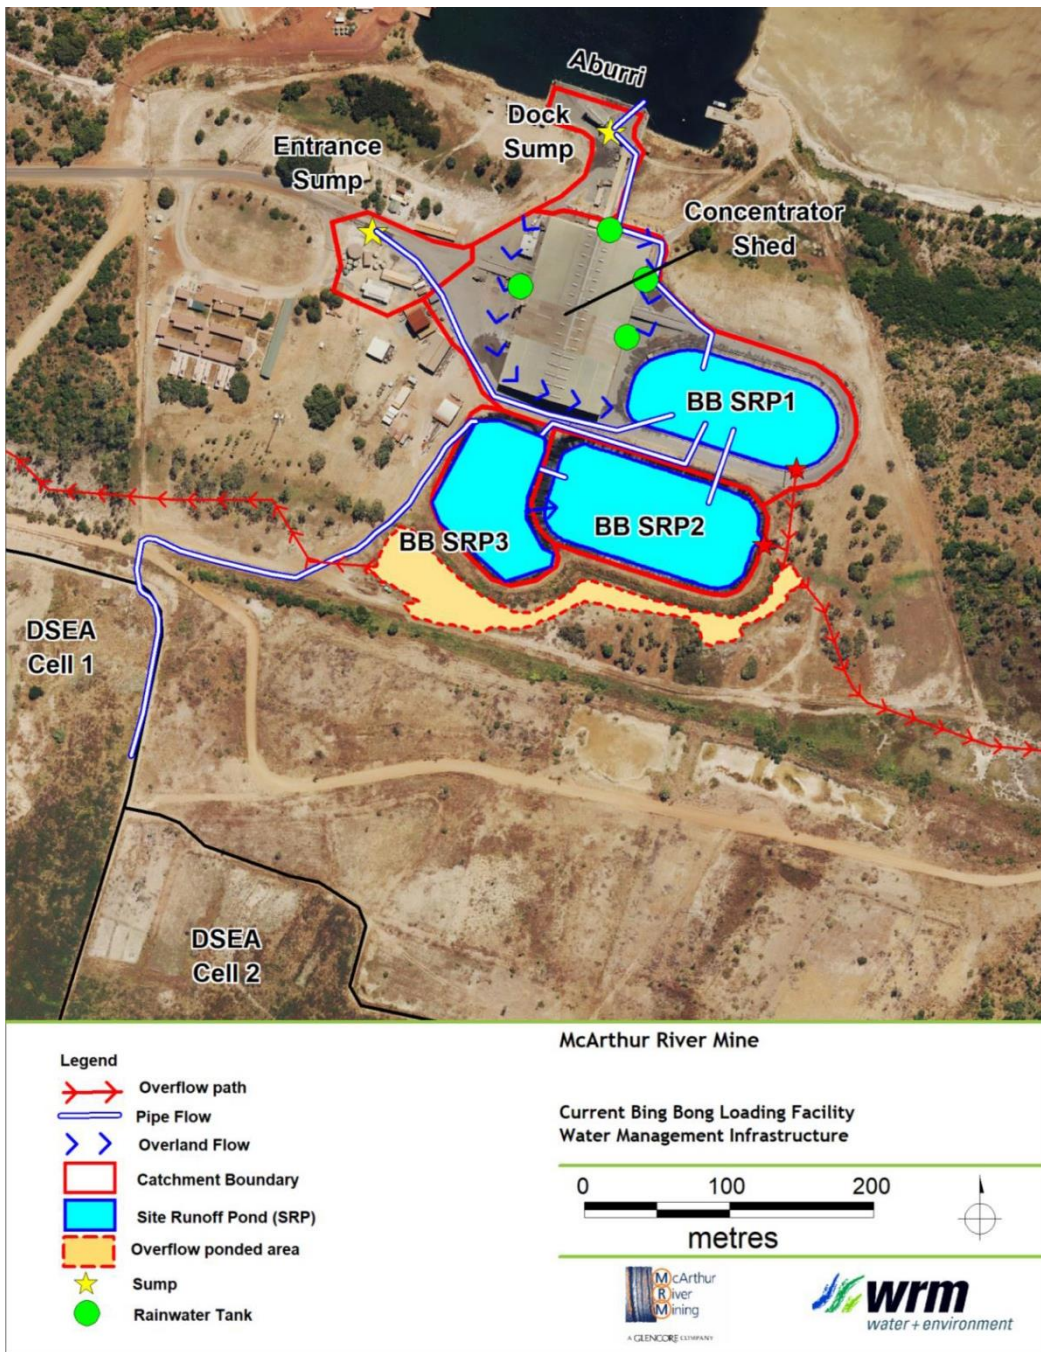 Aburri
Dock
Sump
Entrance
Sump
Concentrator
Shed
BB SRP1
BB SRP2
BB SRP3
DSEA
Cell 1
DSEA
Cell 2
Legend
Overflow path
Pipe Flow
Overland Flow
Catchment Boundary
Site Runoff Pond (SRP)
Overflow ponded area
Sump
Rainwater Tank
McArthur River Mine
Current Bing Bong Loading Facility
Water Management Infrastructure
0 100 200
metres
McArthur
River
Mining
A GLENCORE COMPANY
wrm
water + environment